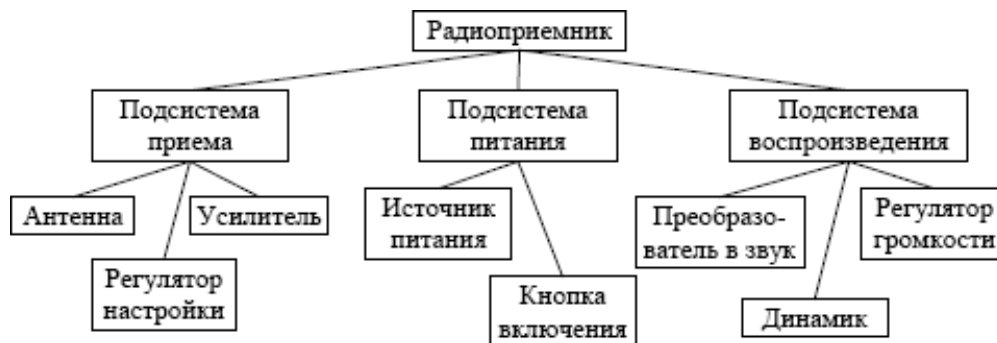 Радиоприемник
Подсистема
приема
Подсистема
питания
Подсистема
воспроизведения
Антенна
Регулятор
настройки
Усилитель
Источник
питания
Кнопка
включения
Преобразо-
ватель в звук
Динамик
Регулятор
громкости